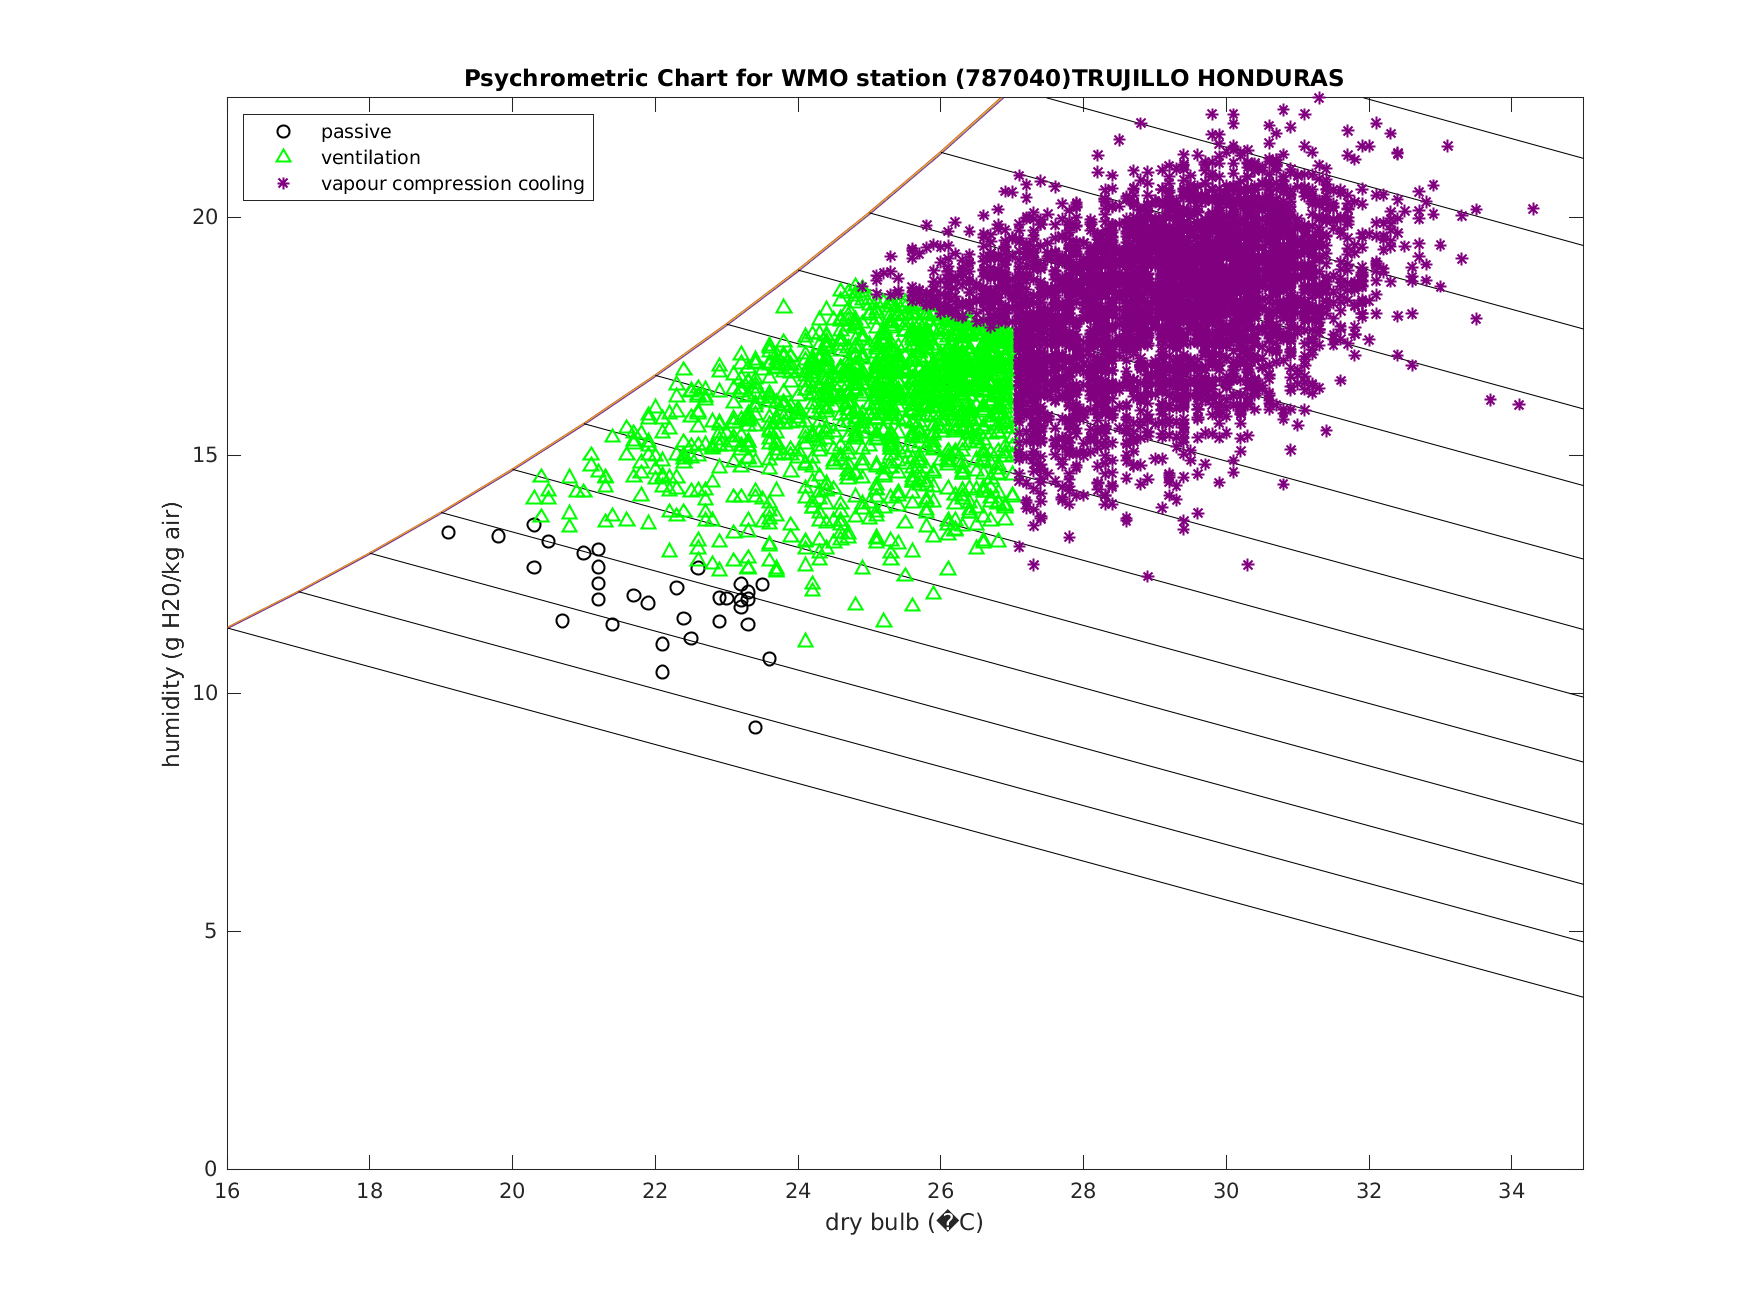 Psychrometric Chart for WMO station (787040)TRUJILLO HONDURAS
passive
ventilation
vapour compression cooling
humidity (g H20/kg air)
20
15
10
5
0
16 18 20 22 24 26 28 30 32 34
dry bulb (�C)